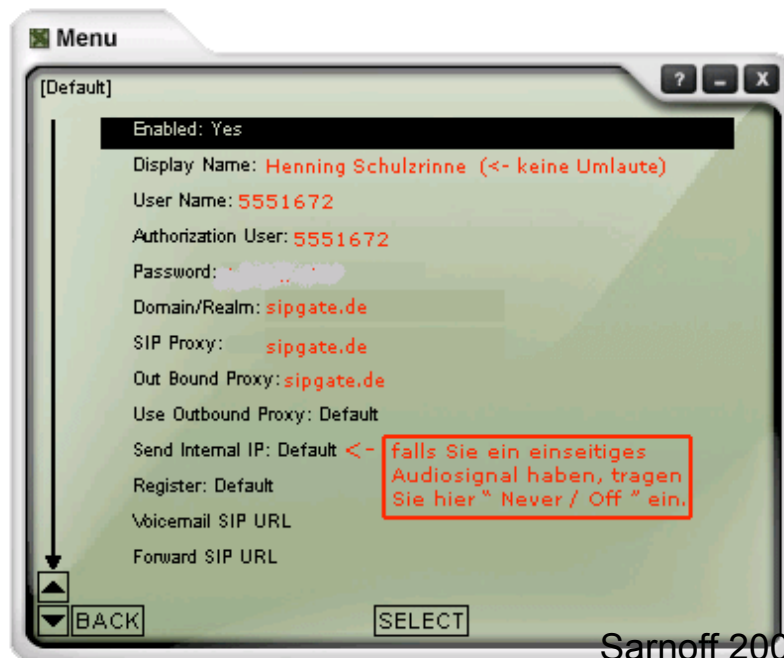 Menu
[Default]
? - X
Enabled: Yes
Display Name: Henning Schulzrinne (<- keine Umlaute)
User Name: 5551672
Authorization User: 5551672
Password:
Domain/Realm: sipgate.de
SIP Proxy: sipgate.de
Out Bound Proxy: sipgate.de
Use Outbound Proxy: Default
Send Internal IP: Default <- falls Sie ein einseitiges
Audiosignal haben, tragen
Sie hier " Never / Off " ein.
Register: Default
Voicemail SIP URL
Forward SIP URL
BACK
SELECT
Sarnoff 200